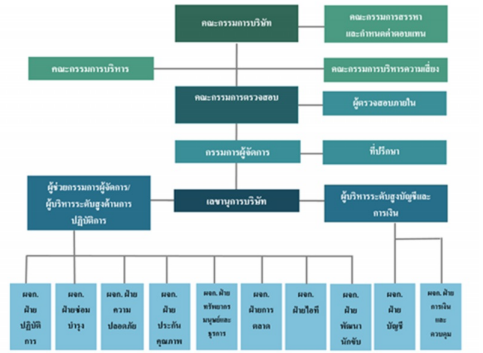 คณะกรรมการบริษัท
คณะกรรมการสรรหา
และกำหนดค่าตอบแทน
คณะกรรมการบริหาร
คณะกรรมการบริหารความเสี่ยง
คณะกรรมการตรวจสอบ
ผู้ตรวจสอบภายใน
กรรมการผู้จัดการ
ที่ปรึกษา
ผู้ช่วยกรรมการผู้จัดการ/
ผู้บริหารระดับสูงด้านการ
ปฏิบัติการ
เลขานุการบริษัท
ผู้บริหารระดับสูงบัญชีและ
การเงิน
ผจก.
ฝ่าย
ปฏิบัติ
การ
ผจก.
ฝ่ายซ่อม
บำรุง
ผจก. ฝ่าย
ความ
ปลอดภัย
ผจก. ฝ่าย
ประกัน
คุณภาพ
ผจก. ฝ่าย
ทรัพยากร
มนุษย์และ
ธุรการ
ผจก.
ฝ่ายการ
ตลาด
ผจก.
ฝ่ายไอที
ผจก.
ฝ่าย
พัฒนา
นักขับ
ผจก.
ฝ่าย
บัญชี
ผจก. ฝ่าย
การเงิน
และ
ควบคุม